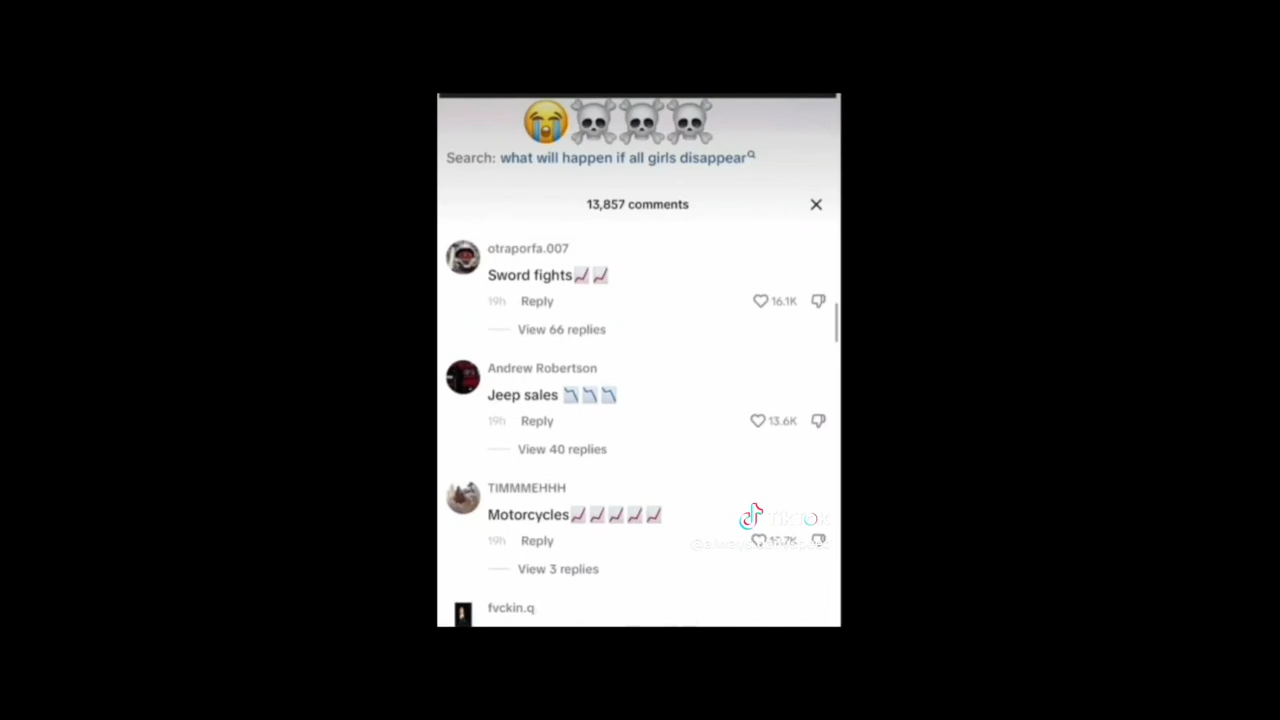 😭☠️☠️☠️
Search: what will happen if all girls disappear
13,857 comments
otraporfa.007
Sword fights📈📈
19h Reply 16.1K
View 66 replies
Andrew Robertson
Jeep sales 📉📉📉
19h Reply 13.6K
View 40 replies
TIMMMEHHH
Motorcycles📈📈📈📈📈
TikTok
19h Reply
View 3 replies
fvckin.q